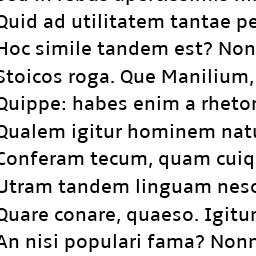 Quid ad utilitatem tantae pe
Hoc simile tandem est? Non
Stoicos roga. Que Manilium,
Quippe: habes enim a rhetor
Qualem igitur hominem natu
Conferam tecum, quam cuiq
Utram tandem linguam nesc
Quare conare, quaeso. Igitur
An nisi populari fama? Nonn